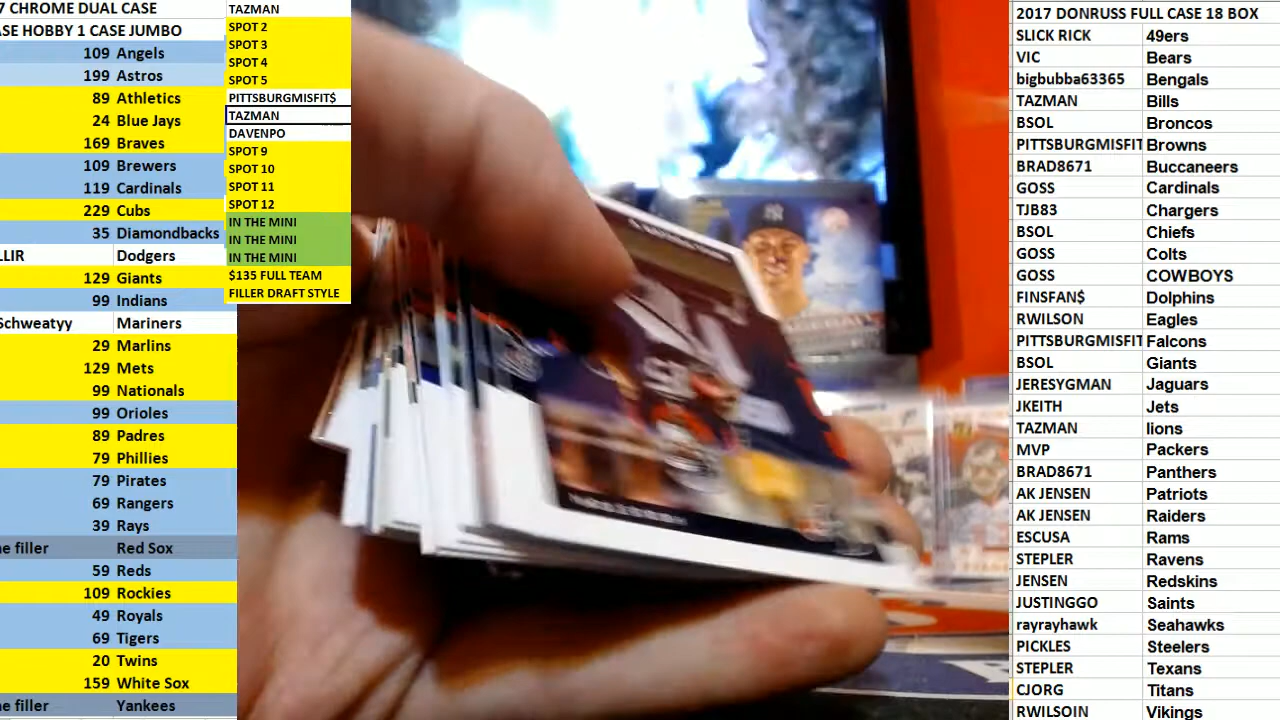 7 CHROME DUAL CASE
ASE HOBBY 1 CASE JUMBO
109 Angels
199 Astros
89 Athletics
24 Blue Jays
169 Braves
109 Brewers
119 Cardinals
229 Cubs
35 Diamondbacks
LLIR Dodgers
129 Giants
99 Indians
Schweatyy Mariners
29 Marlins
129 Mets
99 Nationals
99 Orioles
89 Padres
79 Phillies
79 Pirates
69 Rangers
39 Rays
ne filler Red Sox
59 Reds
109 Rockies
49 Royals
69 Tigers
20 Twins
159 White Sox
ne filler Yankees
TAZMAN
SPOT 2
SPOT 3
SPOT 4
SPOT 5
PITTSBURGMISFIT$
TAZMAN
DAVENPO
SPOT 9
SPOT 10
SPOT 11
SPOT 12
IN THE MINI
IN THE MINI
IN THE MINI
$135 FULL TEAM
FILLER DRAFT STYLE
2017 DONRUSS FULL CASE 18 BOX
SLICK RICK 49ers
VIC Bears
bigbubba63365 Bengals
TAZMAN Bills
BSOL Broncos
PITTSBURGMISFIT Browns
BRAD8671 Buccaneers
GOSS Cardinals
TJB83 Chargers
BSOL Chiefs
GOSS Colts
GOSS COWBOYS
FINSFAN$ Dolphins
RWILSON Eagles
PITTSBURGMISFIT Falcons
BSOL Giants
JERESYGMAN Jaguars
JKEITH Jets
TAZMAN lions
MVP Packers
BRAD8671 Panthers
AK JENSEN Patriots
AK JENSEN Raiders
ESCUSA Rams
STEPLER Ravens
JENSEN Redskins
JUSTINGGO Saints
rayrayhawk Seahawks
PICKLES Steelers
STEPLER Texans
CJORG Titans
RWILSOIN Vikings